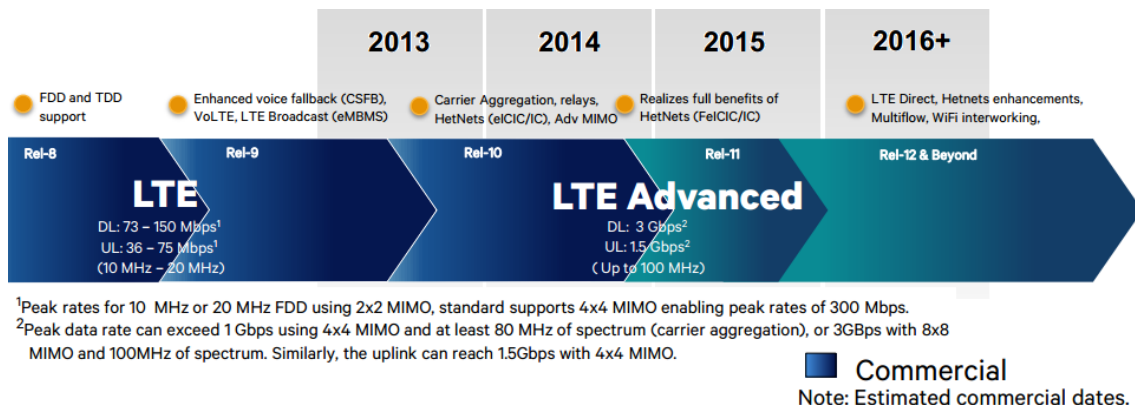 2013
2014
2015
2016+
FDD and TDD
support
Enhanced voice fallback (CSFB),
VoLTE, LTE Broadcast (eMBMS)
Carrier Aggregation, relays,
HetNets (eICIC/IC), Adv MIMO
Realizes full benefits of
HetNets (FeICIC/IC)
LTE Direct, Hetnets enhancements,
Multiflow, WiFi interworking,
Rel-8
Rel-9
Rel-10
Rel-11
Rel-12 & Beyond
LTE
DL: 73 – 150 Mbps¹
UL: 36 – 75 Mbps¹
(10 MHz – 20 MHz)
LTE Advanced
DL: 3 Gbps²
UL: 1.5 Gbps²
( Up to 100 MHz)
¹Peak rates for 10 MHz or 20 MHz FDD using 2x2 MIMO, standard supports 4x4 MIMO enabling peak rates of 300 Mbps.
²Peak data rate can exceed 1 Gbps using 4x4 MIMO and at least 80 MHz of spectrum (carrier aggregation), or 3GBps with 8x8
MIMO and 100MHz of spectrum. Similarly, the uplink can reach 1.5Gbps with 4x4 MIMO.
Commercial
Note: Estimated commercial dates.